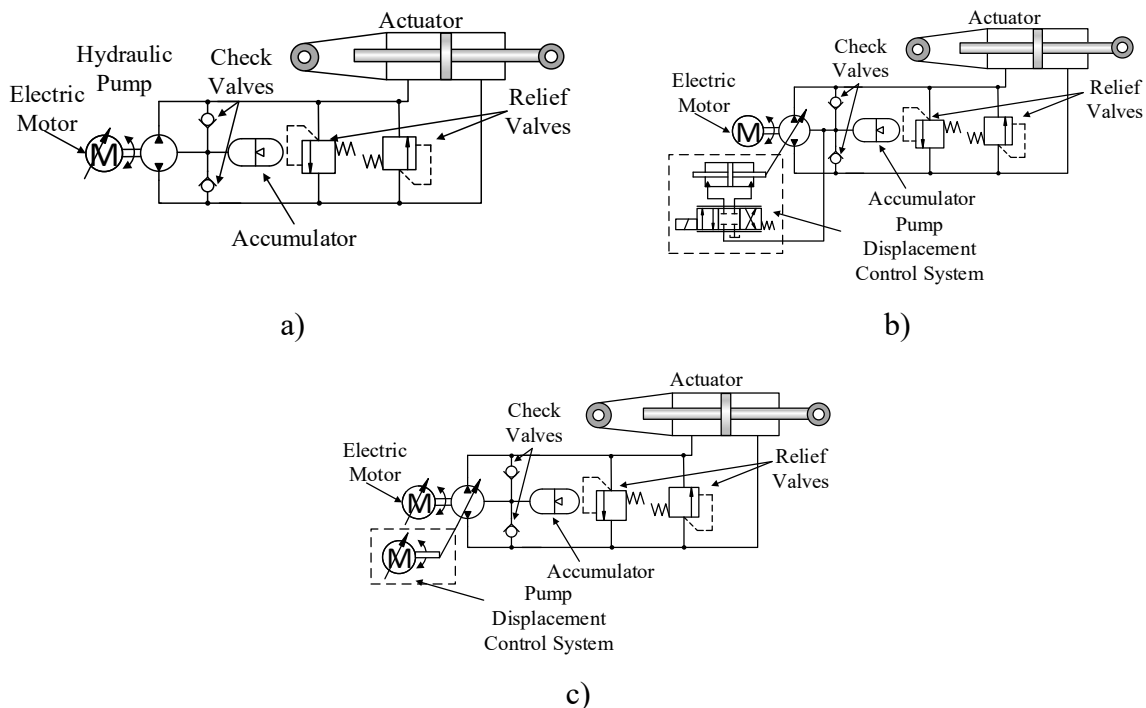 Actuator
Hydraulic
Pump
Check
Valves
Electric
Motor
Relief
Valves
M
Accumulator
a)
Actuator
Check
Valves
Electric
Motor
Relief
Valves
M
Accumulator
Pump
Displacement
Control System
b)
Actuator
Check
Valves
Electric
Motor
Relief
Valves
M
M
Accumulator
Pump
Displacement
Control System
c)